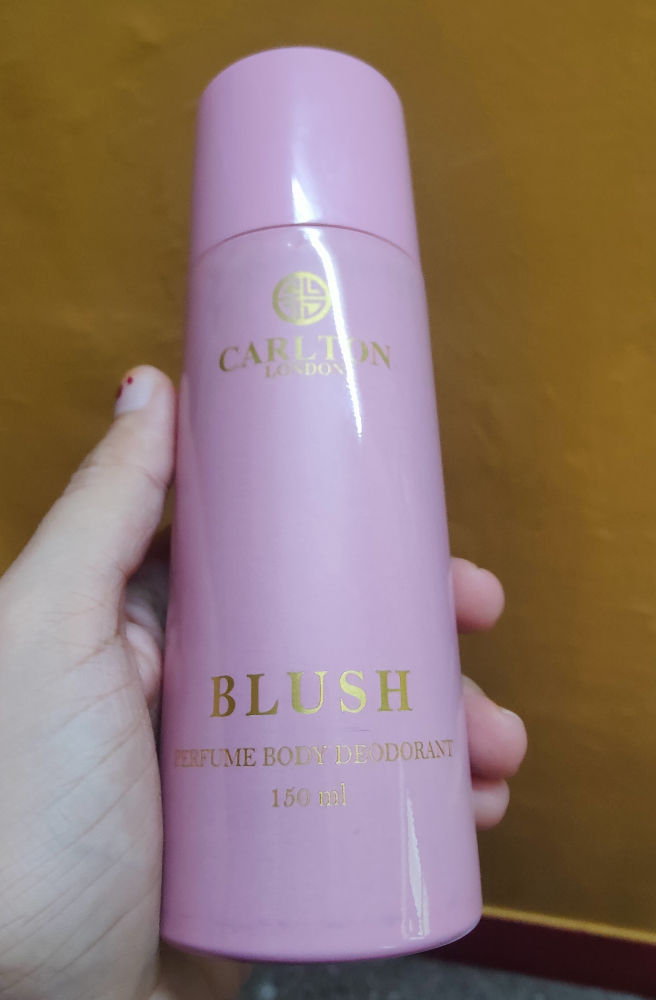 CARLTON
LONDON
BLUSH
PERFUME BODY DEODORANT
150 ml